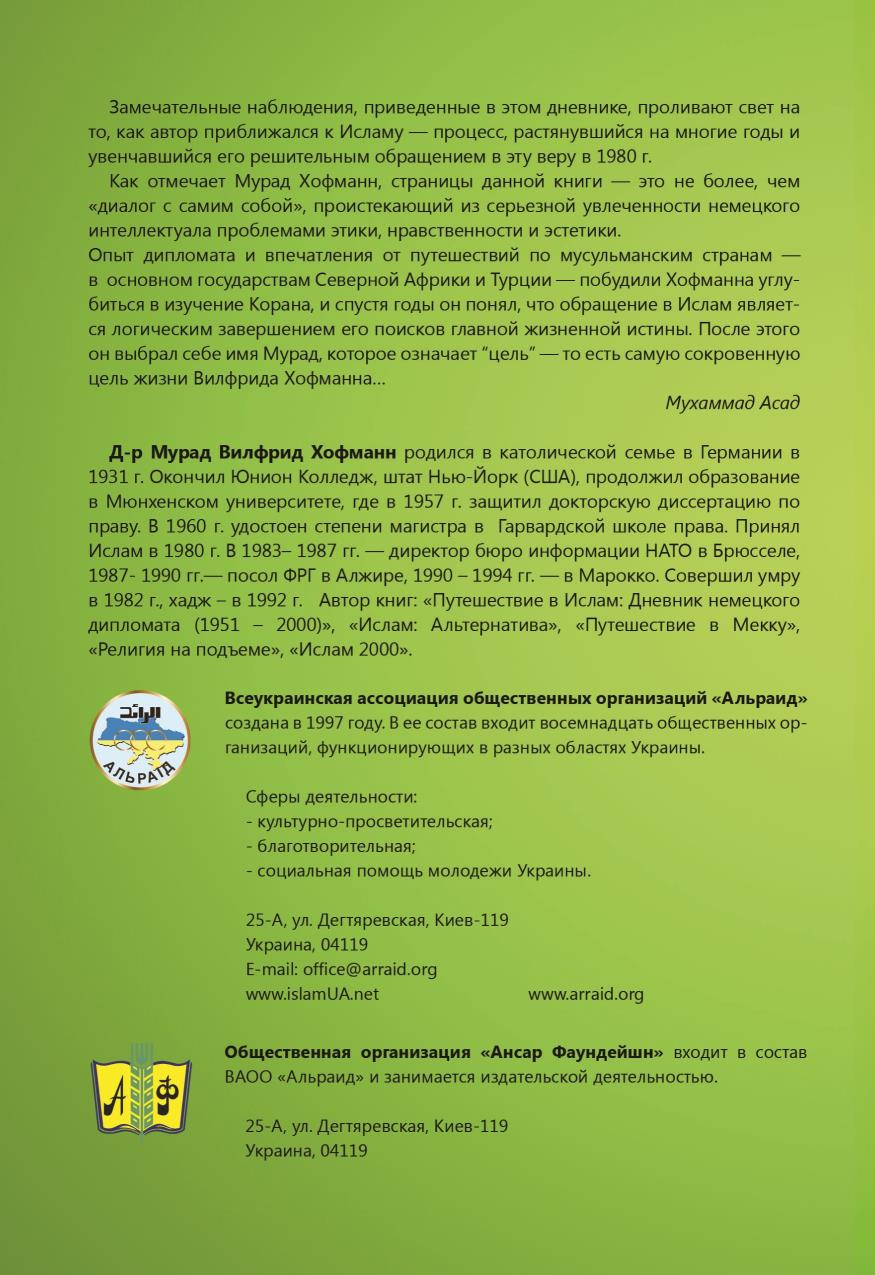 Замечательные наблюдения, приведенные в этом дневнике, проливают свет на
то, как автор приближался к Исламу — процесс, растянувшийся на многие годы и
увенчавшийся его решительным обращением в эту веру в 1980 г.
Как отмечает Мурад Хофманн, страницы данной книги — это не более, чем
«диалог с самим собой», проистекающий из серьезной увлеченности немецкого
интеллектуала проблемами этики, нравственности и эстетики.
Опыт дипломата и впечатления от путешествий по мусульманским странам —
в основном государствам Северной Африки и Турции — побудили Хофманна углу-
биться в изучение Корана, и спустя годы он понял, что обращение в Ислам являет-
ся логическим завершением его поисков главной жизненной истины. После этого
он выбрал себе имя Мурад, которое означает “цель” — то есть самую сокровенную
цель жизни Вилфрида Хофманна...
Мухаммад Асад
Д-р Мурад Вилфрид Хофманн родился в католической семье в Германии в
1931 г. Окончил Юнион Колледж, штат Нью-Йорк (США), продолжил образование
в Мюнхенском университете, где в 1957 г. защитил докторскую диссертацию по
праву. В 1960 г. удостоен степени магистра в Гарвардской школе права. Принял
Ислам в 1980 г. В 1983– 1987 гг. — директор бюро информации НАТО в Брюсселе,
1987- 1990 гг.— посол ФРГ в Алжире, 1990 – 1994 гг. — в Марокко. Совершил умру
в 1982 г., хадж – в 1992 г. Автор книг: «Путешествие в Ислам: Дневник немецкого
дипломата (1951 – 2000)», «Ислам: Альтернатива», «Путешествие в Мекку»,
«Религия на подъеме», «Ислам 2000».
الرائد
АЛЬРАІД
Всеукраинская ассоциация общественных организаций «Альраид»
создана в 1997 году. В ее состав входит восемнадцать общественных ор-
ганизаций, функционирующих в разных областях Украины.
Сферы деятельности:
- культурно-просветительская;
- благотворительная;
- социальная помощь молодежи Украины.
25-А, ул. Дегтяревская, Киев-119
Украина, 04119
E-mail: office@arraid.org
www.islamUA.net www.arraid.org
А Ф
Общественная организация «Ансар Фаундейшн» входит в состав
ВАОО «Альраид» и занимается издательской деятельностью.
25-А, ул. Дегтяревская, Киев-119
Украина, 04119